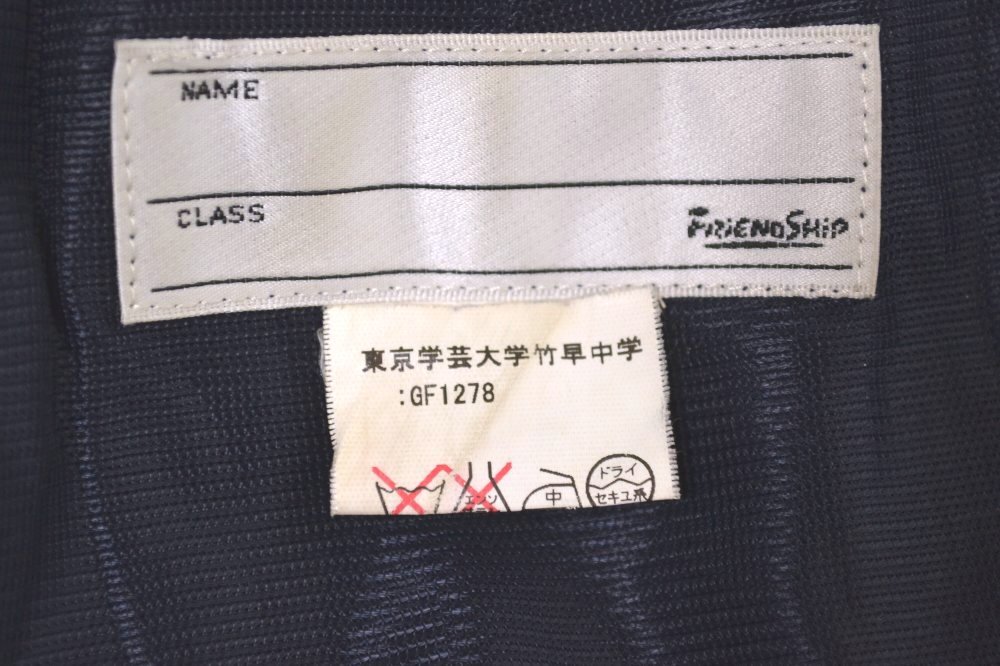 NAME
CLASS
FRiENDSHiP
東京学芸大学竹早中学
:GF1278
エンソ
中
ドライ
セキユ系